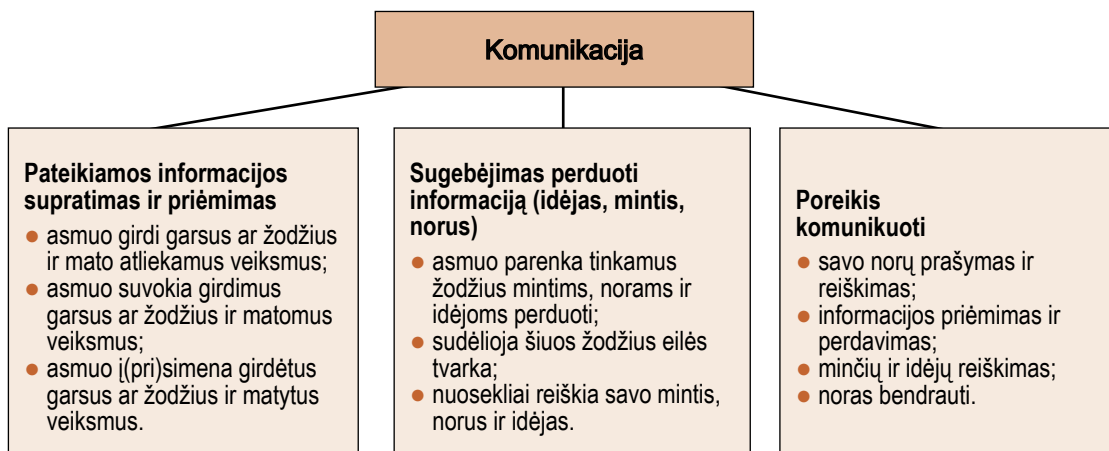 Komunikacija
Pateikiamos informacijos
supratimas ir priėmimas
• asmuo girdi garsus ar žodžius
ir mato atliekamus veiksmus;
• asmuo suvokia girdimus
garsus ar žodžius ir matomus
veiksmus;
• asmuo į(pri)simena girdėtus
garsus ar žodžius ir matytus
veiksmus.
Sugebėjimas perduoti
informaciją (idėjas, mintis,
norus)
• asmuo parenka tinkamus
žodžius mintims, norams ir
idėjoms perduoti;
• sudėlioja šiuos žodžius eilės
tvarka;
• nuosekliai reiškia savo mintis,
norus ir idėjas.
Poreikis
komunikuoti
• savo norų prašymas ir
reiškimas;
• informacijos priėmimas ir
perdavimas;
• minčių ir idėjų reiškimas;
• noras bendrauti.